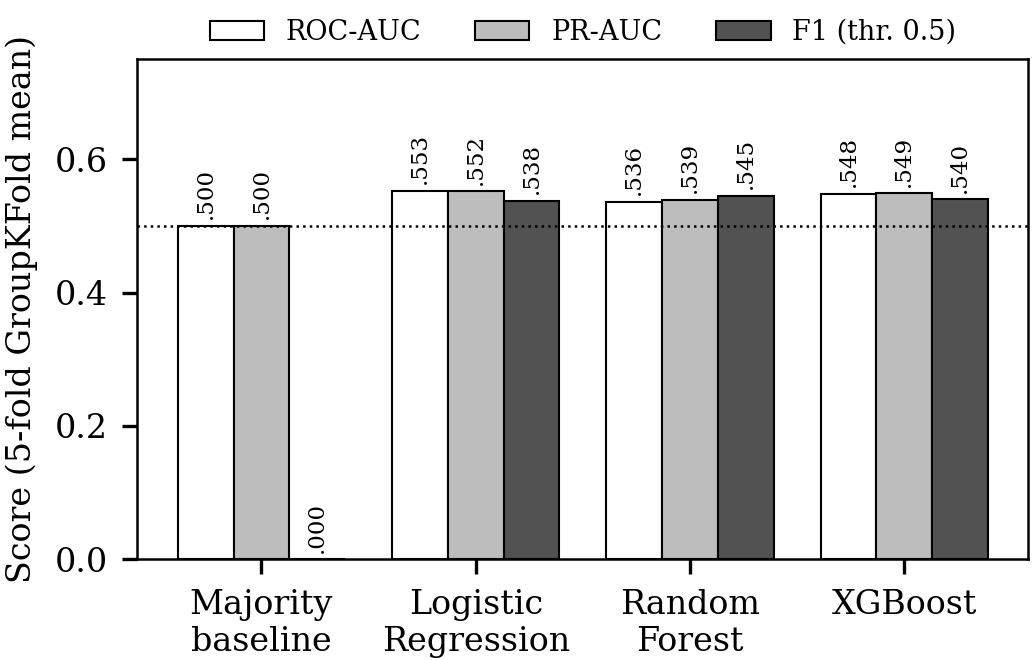 ROC-AUC PR-AUC F1 (thr. 0.5)
Score (5-fold GroupKFold mean)
0.6
0.4
0.2
0.0
.500 .500 .000
.553 .552 .538
.536 .539 .545
.548 .549 .540
Majority
baseline
Logistic
Regression
Random
Forest
XGBoost